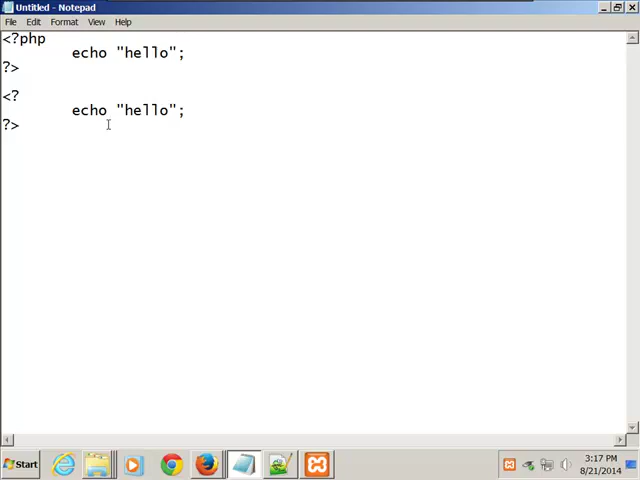 Untitled - Notepad
File Edit Format View Help
<?php
echo "hello";
?>
<?
echo "hello";
?>
Start
3:17 PM
8/21/2014